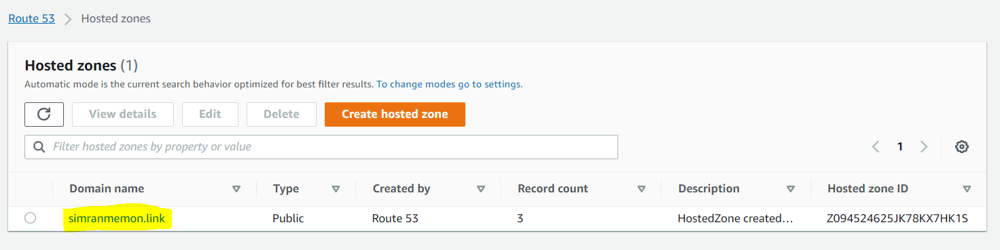 Route 53 > Hosted zones
Hosted zones (1)
Automatic mode is the current search behavior optimized for best filter results. To change modes go to settings.
View details Edit Delete Create hosted zone
Filter hosted zones by property or value 1
Domain name Type Created by Record count Description Hosted zone ID
simranmemon.link Public Route 53 3 HostedZone created... Z094524625JK78KX7HK1S